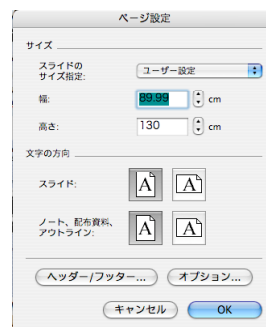 ページ設定
サイズ
スライドの
サイズ指定:
ユーザー設定
幅:
89.99
cm
高さ:
130
cm
文字の方向
スライド:
A
A
ノート、配布資料、
アウトライン:
A
A
ヘッダー/フッター...
オプション...
キャンセル
OK